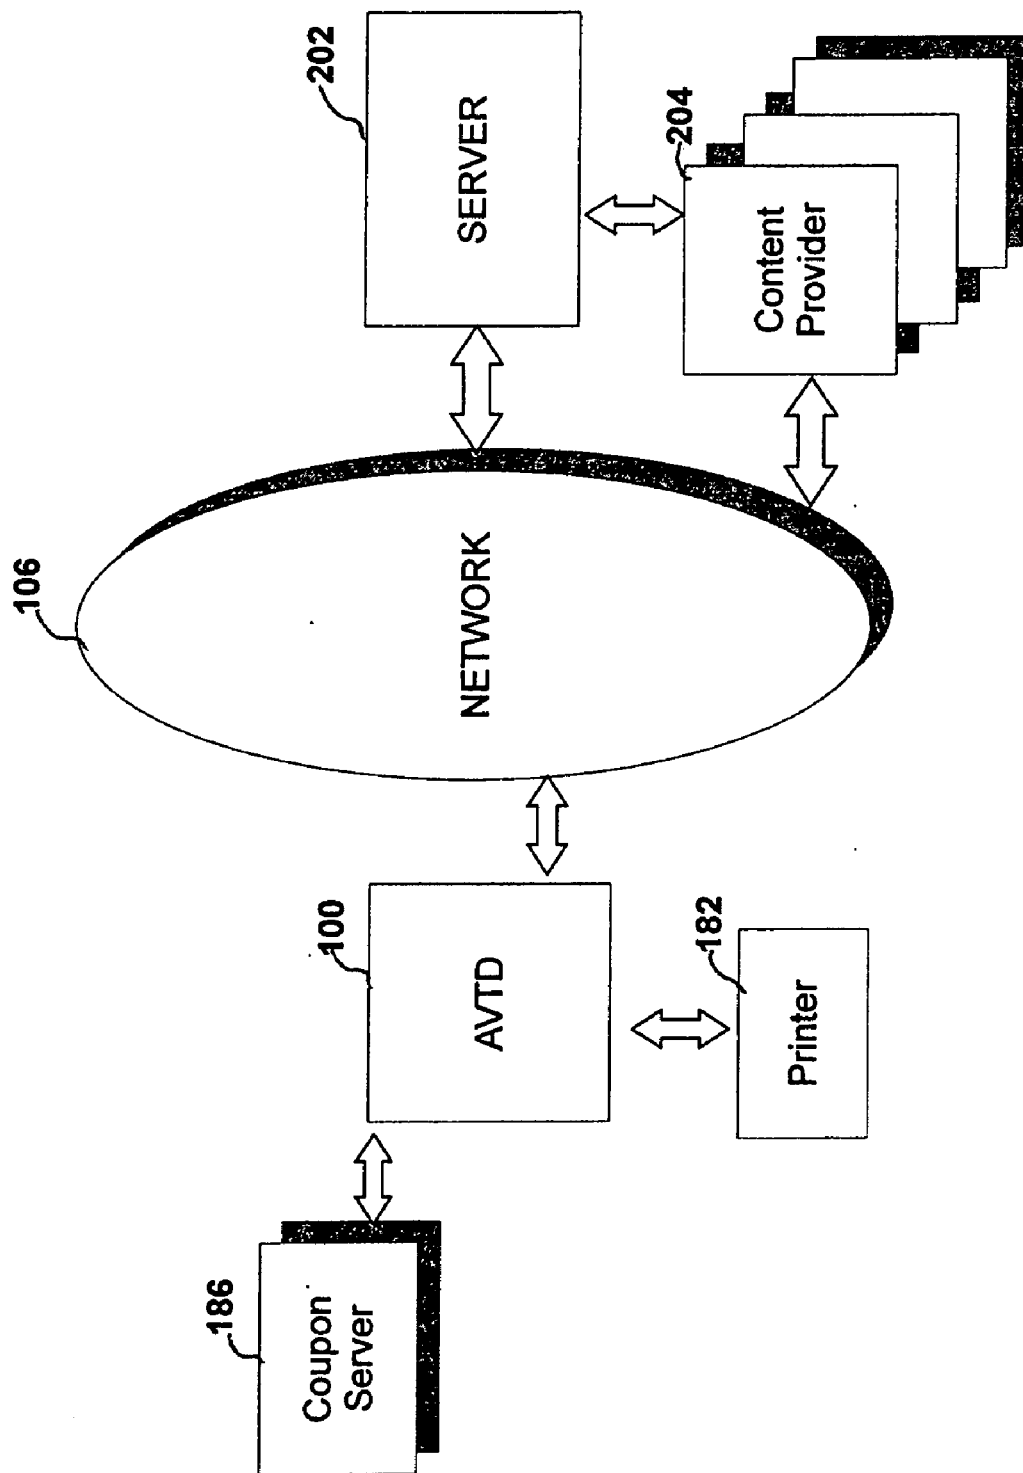 106
NETWORK
202
SERVER
204
Content
Provider
100
AVTD
182
Printer
186
Coupon
Server